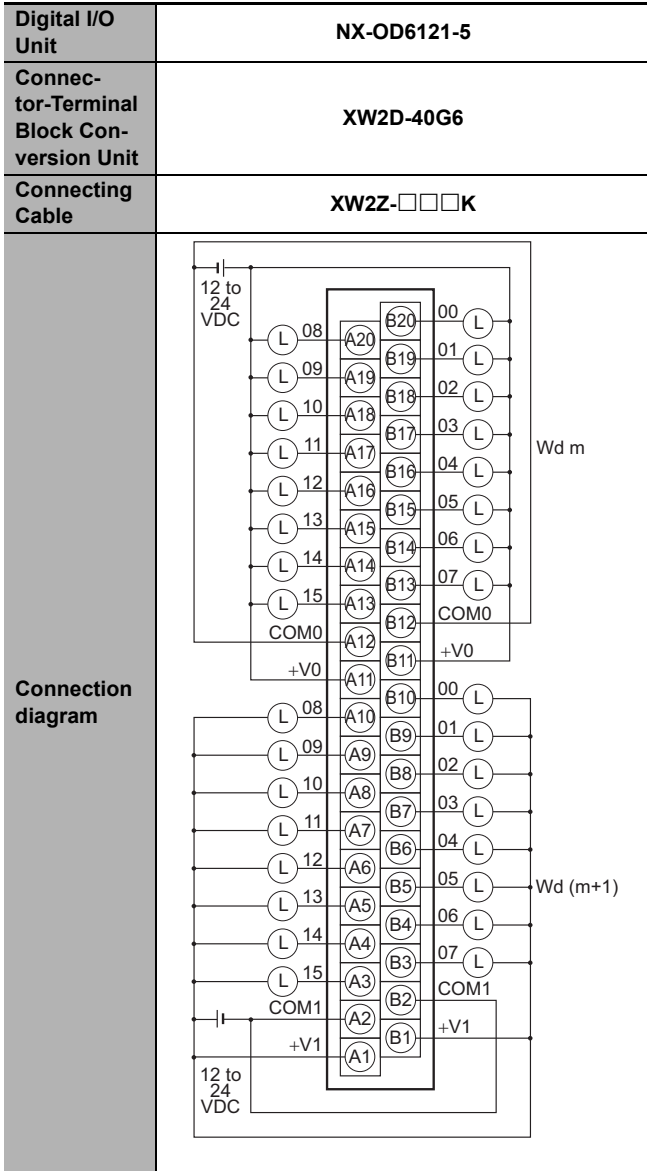 Digital I/O
Unit
NX-OD6121-5
Connec-
tor-Terminal
Block Con-
version Unit
XW2D-40G6
Connecting
Cable
XW2Z-□□□K
Connection
diagram
12 to
24
VDC
B20 00 L
L 08 A20
B19 01 L
L 09 A19
B18 02 L
L 10 A18
B17 03 L
Wd m
L 11 A17
B16 04 L
L 12 A16
B15 05 L
L 13 A15
B14 06 L
L 14 A14
B13 07 L
L 15 A13
B12 COM0
COM0 A12
B11 +V0
+V0 A11
B10 00 L
L 08 A10
B9 01 L
L 09 A9
B8 02 L
L 10 A8
B7 03 L
L 11 A7
B6 04 L
L 12 A6
B5 05 L
Wd (m+1)
L 13 A5
B4 06 L
L 14 A4
B3 07 L
L 15 A3
B2 COM1
COM1 A2
B1 +V1
+V1 A1
12 to
24
VDC